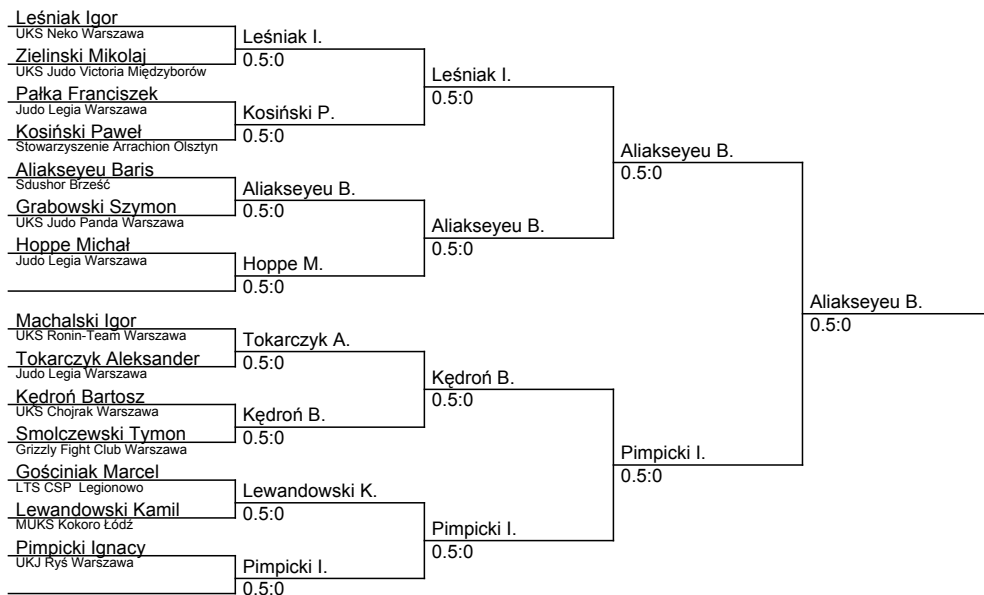 Leśniak Igor
UKS Neko Warszawa
Zielinski Mikolaj
UKS Judo Victoria Międzyborów
Pałka Franciszek
Judo Legia Warszawa
Kosiński Paweł
Stowarzyszenie Arrachion Olsztyn
Aliakseyeu Baris
Sdushor Brześć
Grabowski Szymon
UKS Judo Panda Warszawa
Hoppe Michał
Judo Legia Warszawa
Machalski Igor
UKS Ronin-Team Warszawa
Tokarczyk Aleksander
Judo Legia Warszawa
Kędroń Bartosz
UKS Chojrak Warszawa
Smolczewski Tymon
Grizzly Fight Club Warszawa
Gościniak Marcel
LTS CSP Legionowo
Lewandowski Kamil
MUKS Kokoro Łódź
Pimpicki Ignacy
UKJ Ryś Warszawa
Leśniak I.
0.5:0
Kosiński P.
0.5:0
Aliakseyeu B.
0.5:0
Hoppe M.
0.5:0
Tokarczyk A.
0.5:0
Kędroń B.
0.5:0
Lewandowski K.
0.5:0
Pimpicki I.
0.5:0
Leśniak I.
0.5:0
Aliakseyeu B.
0.5:0
Kędroń B.
0.5:0
Pimpicki I.
0.5:0
Aliakseyeu B.
0.5:0
Pimpicki I.
0.5:0
Aliakseyeu B.
0.5:0